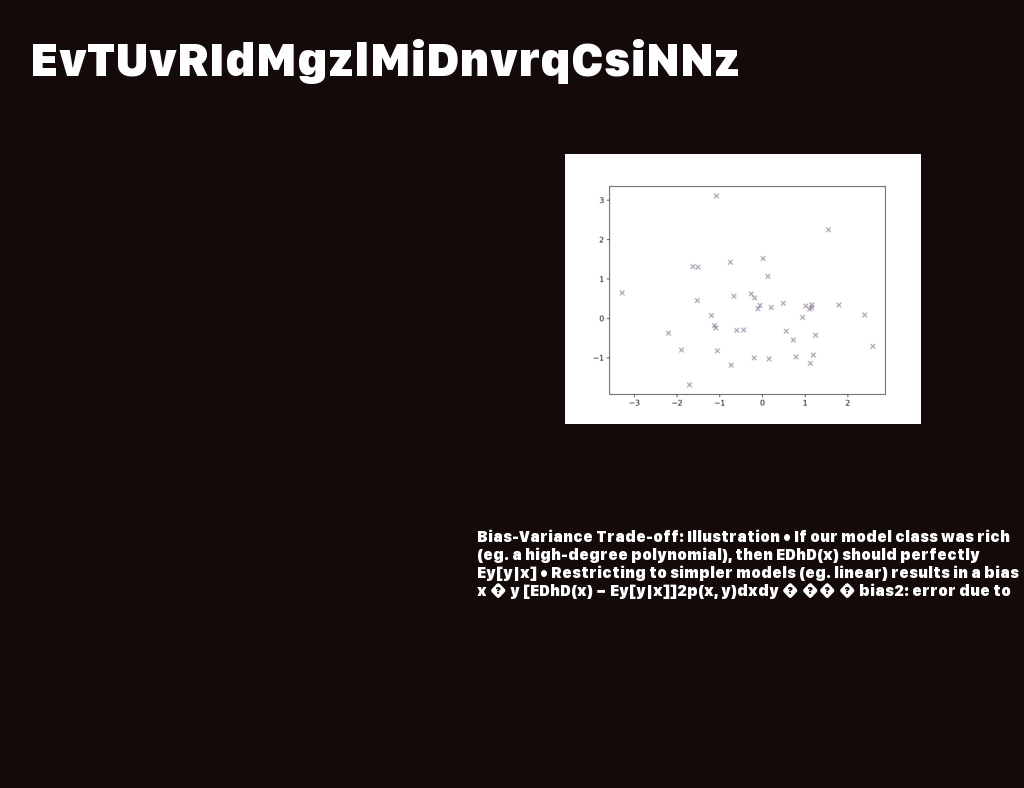 EvTUvRIdMgzlMiDnvrqCsiNNz
3
2
1
0
−1
−3 −2 −1 0 1 2
Bias-Variance Trade-off: Illustration • If our model class was rich
(eg. a high-degree polynomial), then EDhD(x) should perfectly
Ey[y|x] • Restricting to simpler models (eg. linear) results in a bias
x � y [EDhD(x) − Ey[y|x]]2p(x, y)dxdy � �� � bias2: error due to